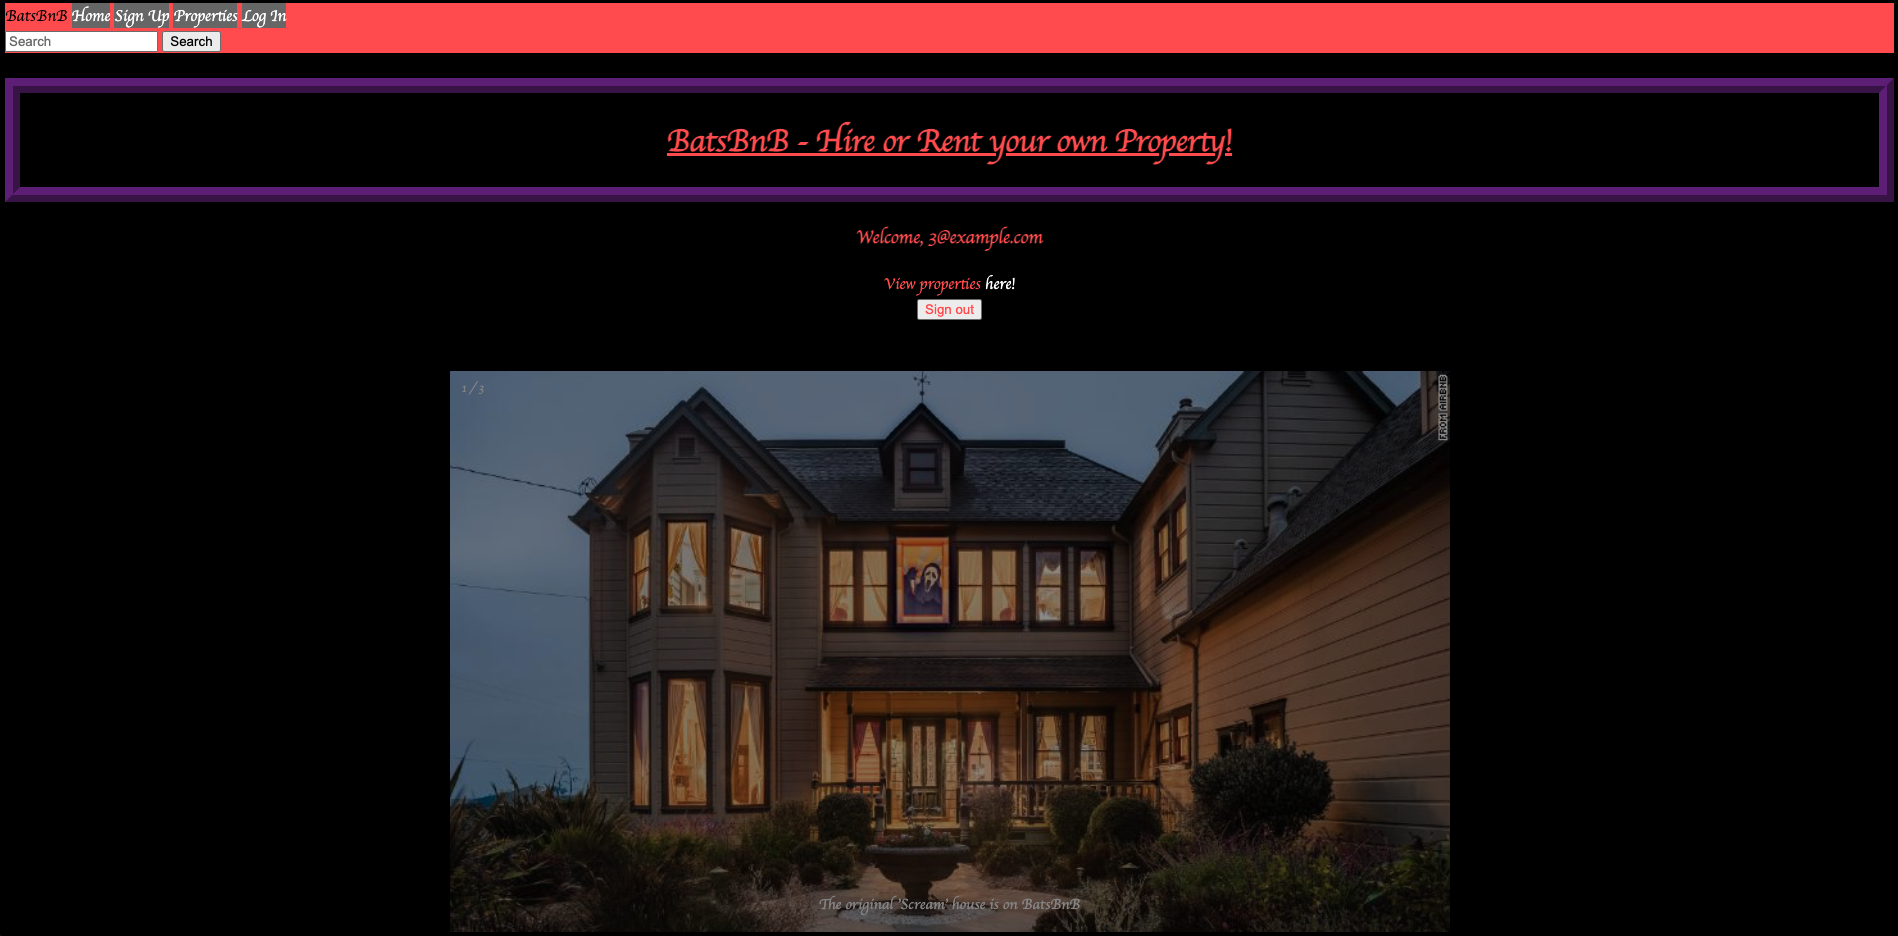 BatsBnB Home Sign Up Properties Log In
Search Search
BatsBnB - Hire or Rent your own Property!
Welcome, 3@example.com
View properties here!
Sign out
1 / 3
FROM AIRBNB
The original 'Scream' house is on BatsBnB